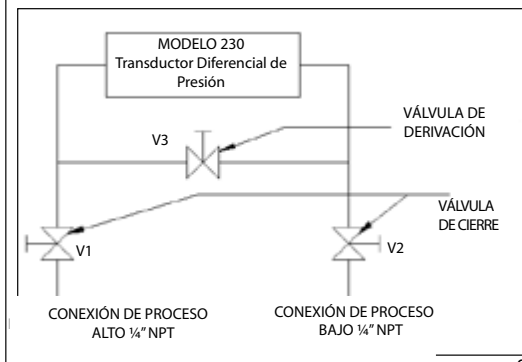 MODELO 230
Transductor Diferencial de
Presión
VÁLVULA DE
DERIVACIÓN
V3
VÁLVULA
DE CIERRE
V1
V2
CONEXIÓN DE PROCESO
ALTO ¼” NPT
CONEXIÓN DE PROCESO
BAJO ¼” NPT